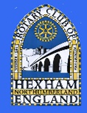 ROTARY CLUB OF
HEXHAM
NORTHUMBERLAND
ENGLAND